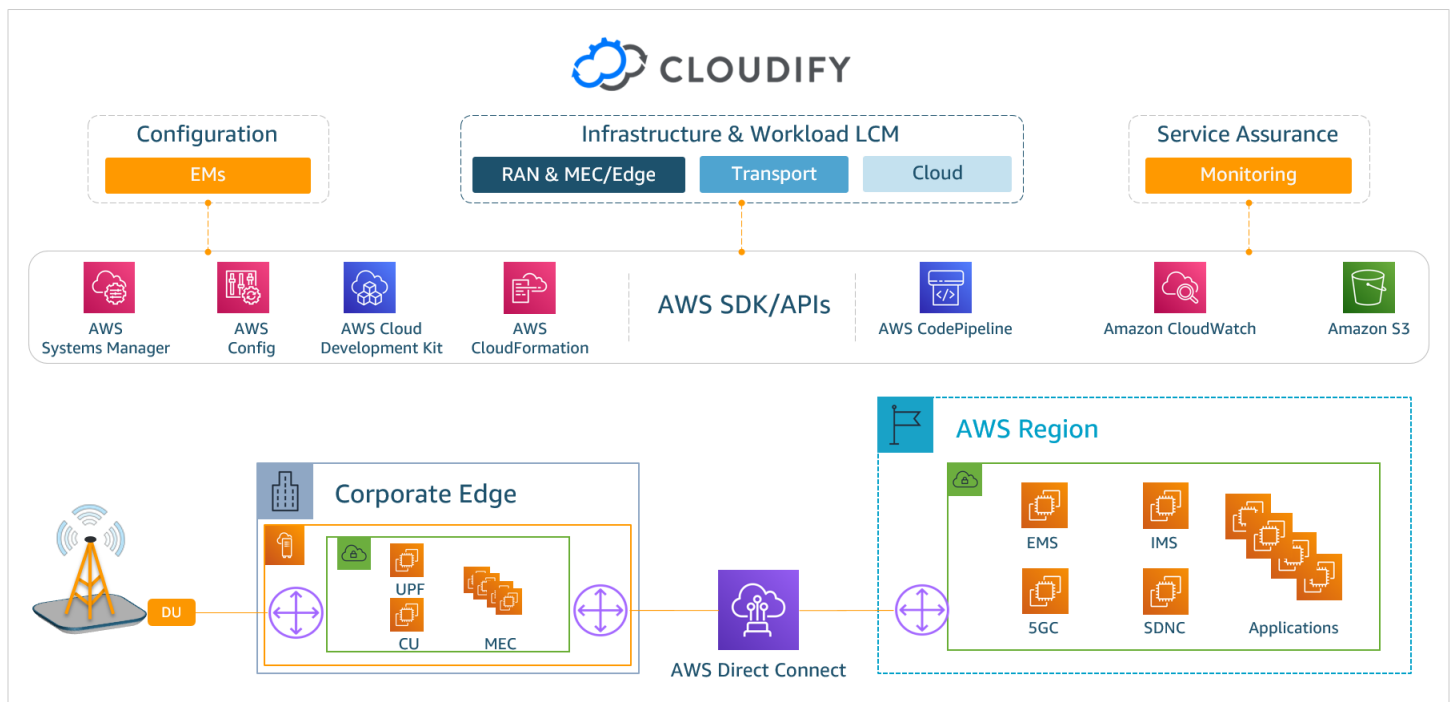 CLOUDIFY
Configuration
EMs
Infrastructure & Workload LCM
RAN & MEC/Edge
Transport
Cloud
Service Assurance
Monitoring
AWS
Systems Manager
AWS
Config
AWS Cloud
Development Kit
AWS
CloudFormation
AWS SDK/APIs
AWS CodePipeline
Amazon CloudWatch
Amazon S3
DU
Corporate Edge
UPF
CU
MEC
AWS Direct Connect
AWS Region
EMS
IMS
5GC
SDNC
Applications